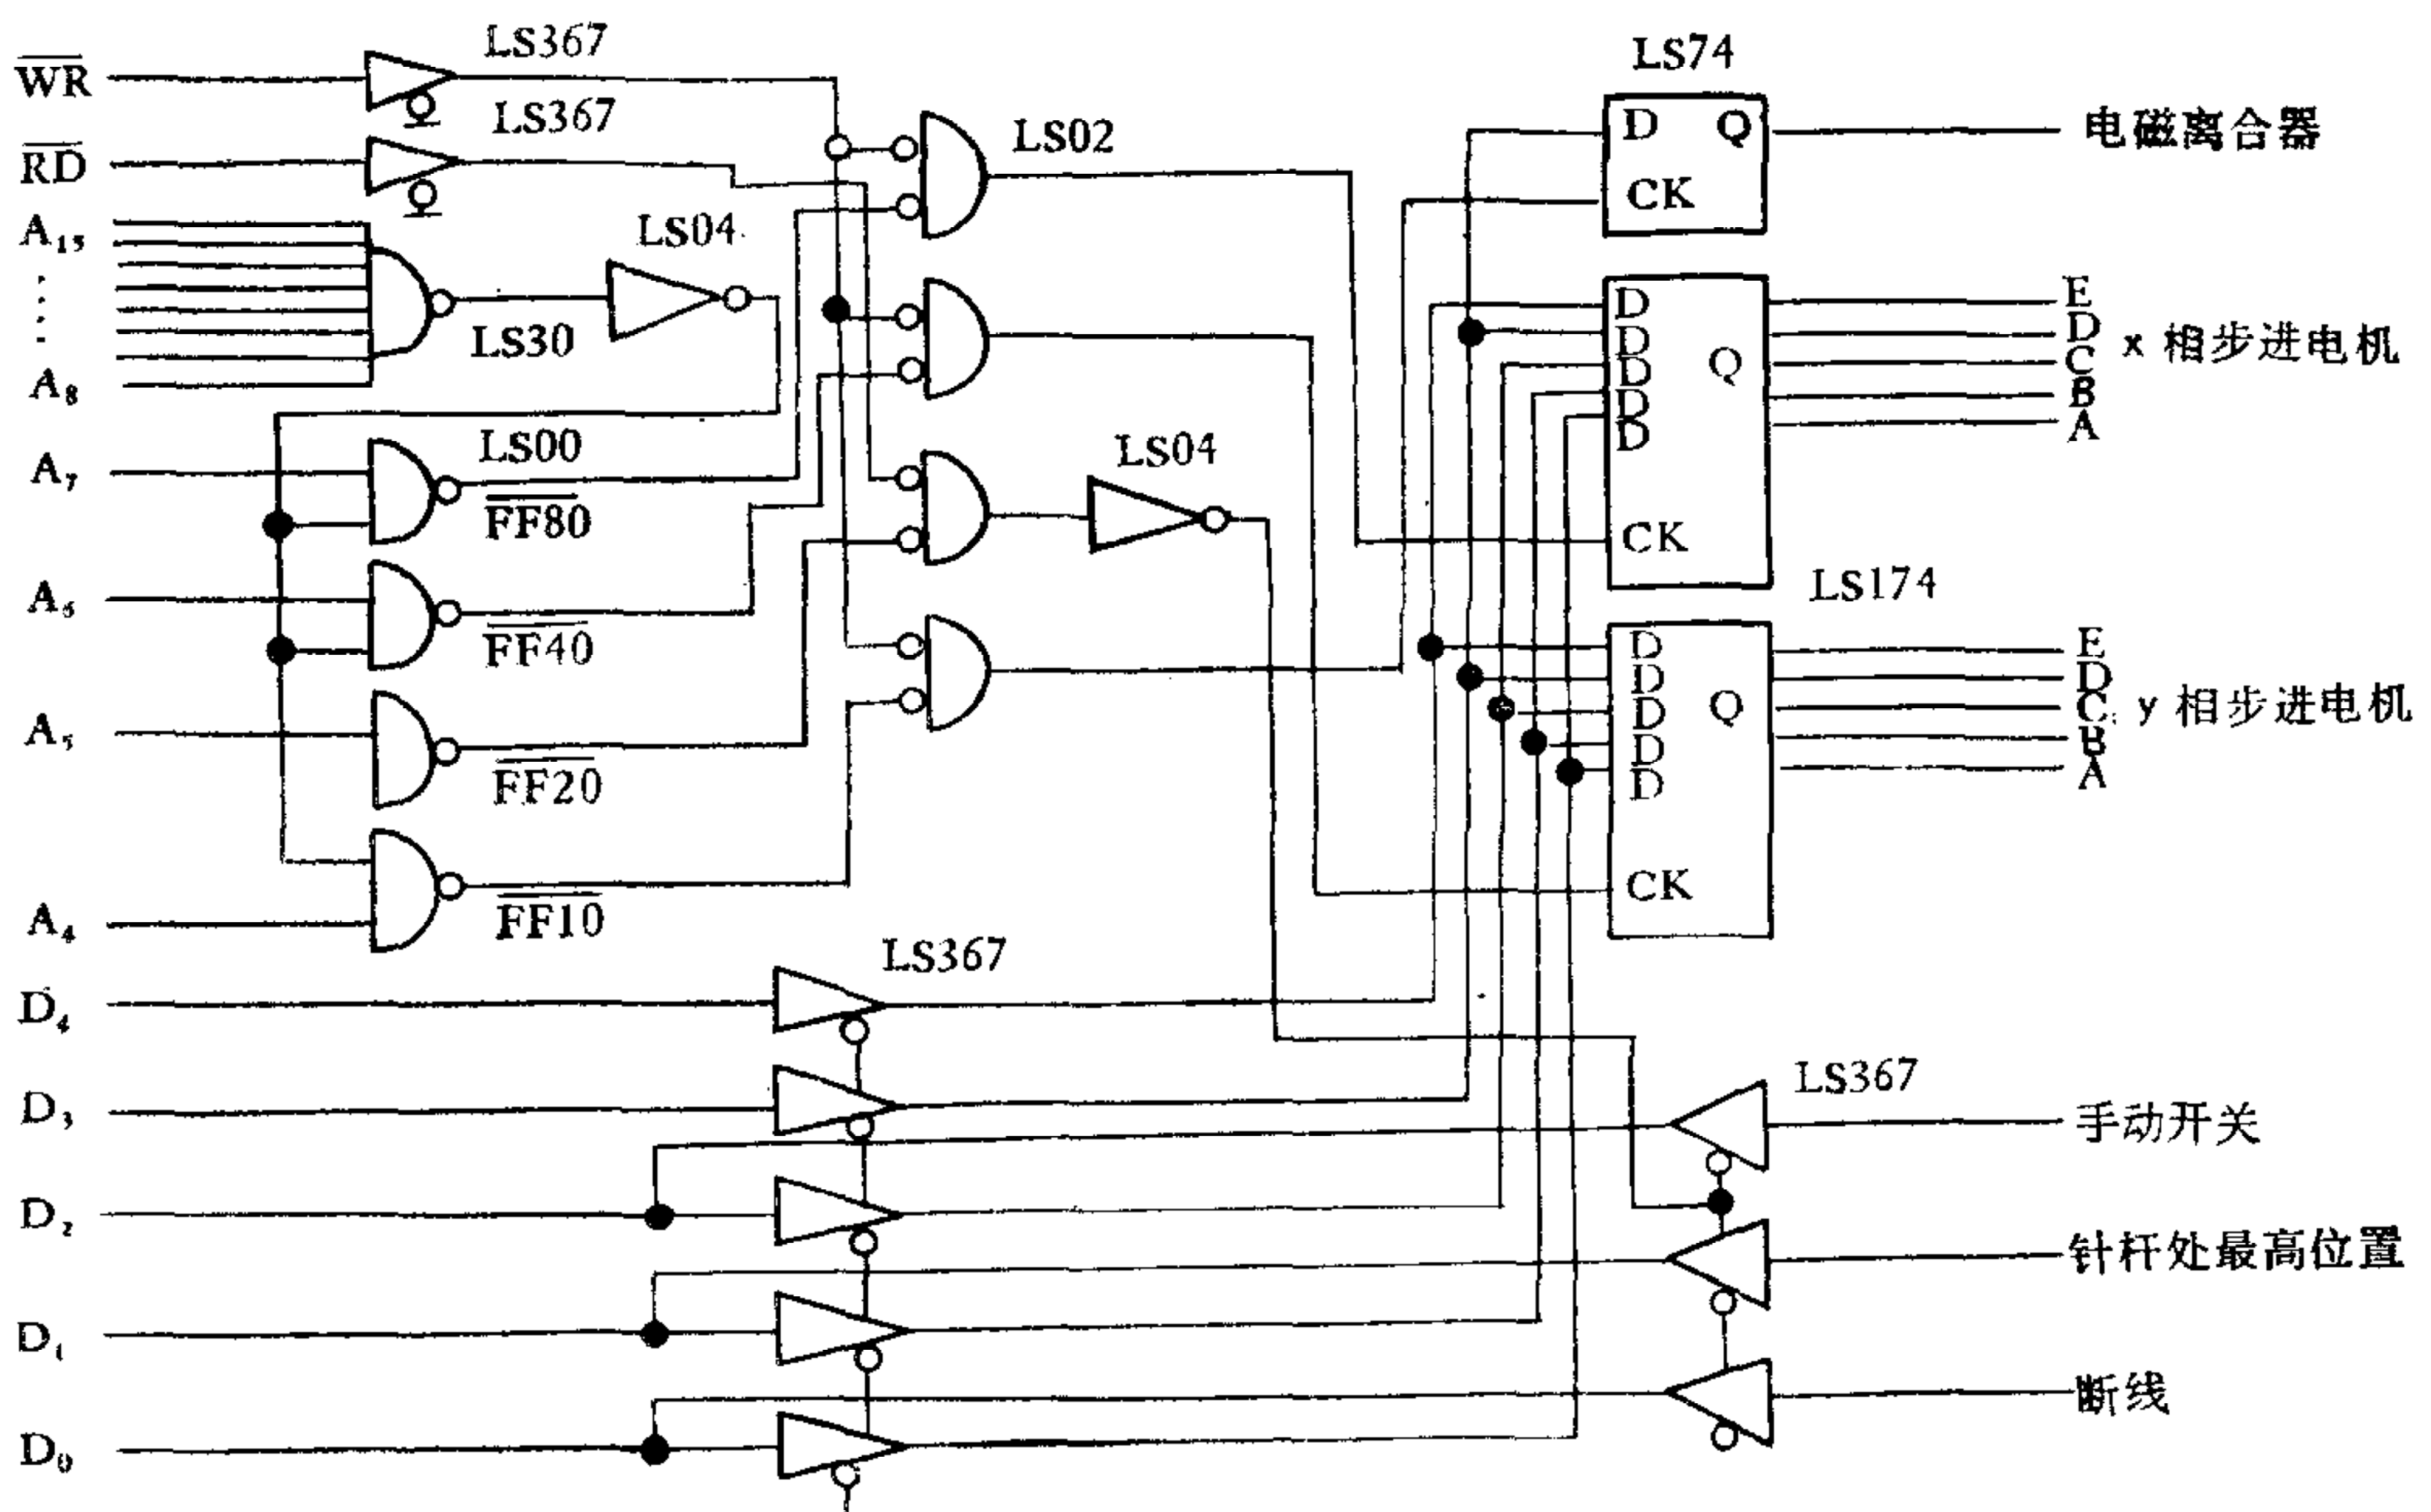 LS367
WR
LS367
RD
A15
A8
LS04
LS30
LS02
LS74
D Q
CK
电磁离合器
D
D
D
D
D
Q
CK
E
D
C
B
A
x 相步进电机
A7
LS00
FF80
A6
FF40
A5
FF20
A4
FF10
LS04
LS174
D
D
D
D
D
Q
CK
E
D
C
B
A
y 相步进电机
LS367
D4
D3
D2
D1
D0
LS367
手动开关
针杆处最高位置
断线